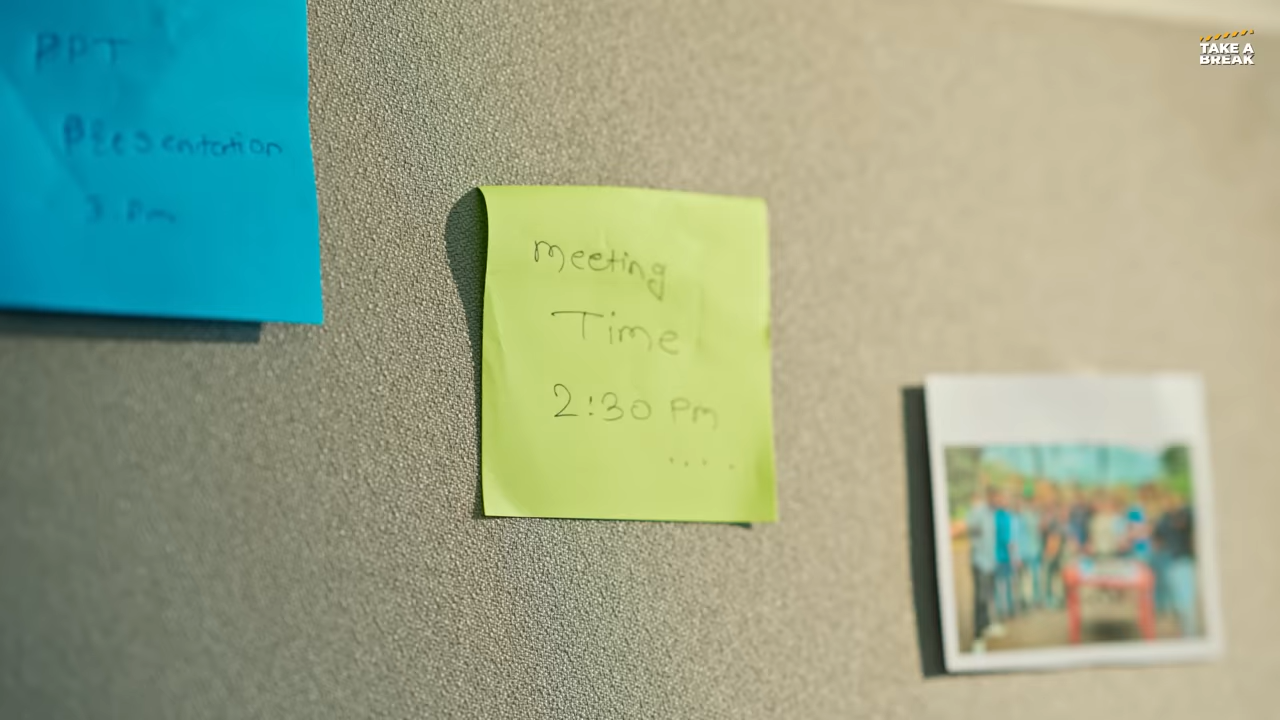 PPT
Presentation
3 Pm
meeting
Time
2:30 Pm
....
TAKE A
BREAK